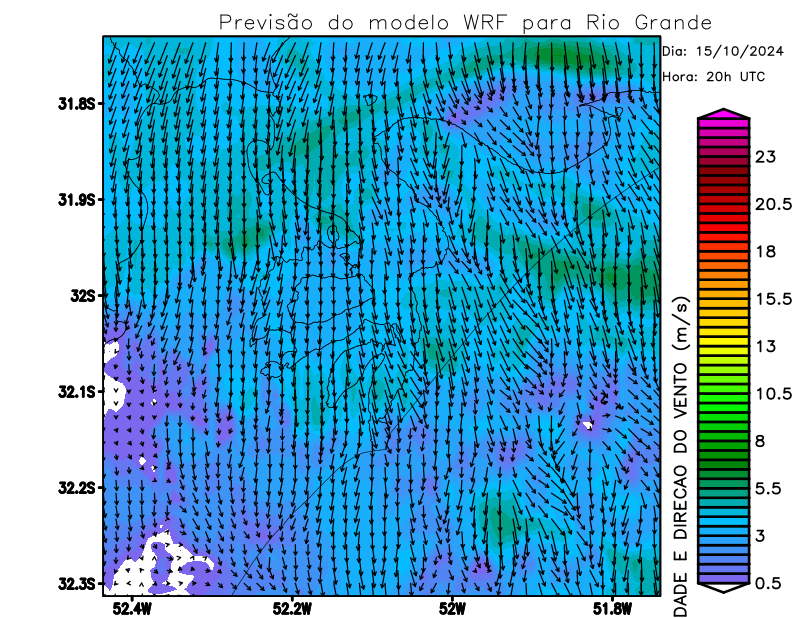 Previsão do modelo WRF para Rio Grande
Dia: 15/10/2024
Hora: 20h UTC
31.8S
31.9S
32S
32.1S
32.2S
32.3S
52.4W
52.2W
52W
51.8W
23
20.5
18
15.5
13
10.5
8
5.5
3
0.5
DADE E DIRECAO DO VENTO (m/s)